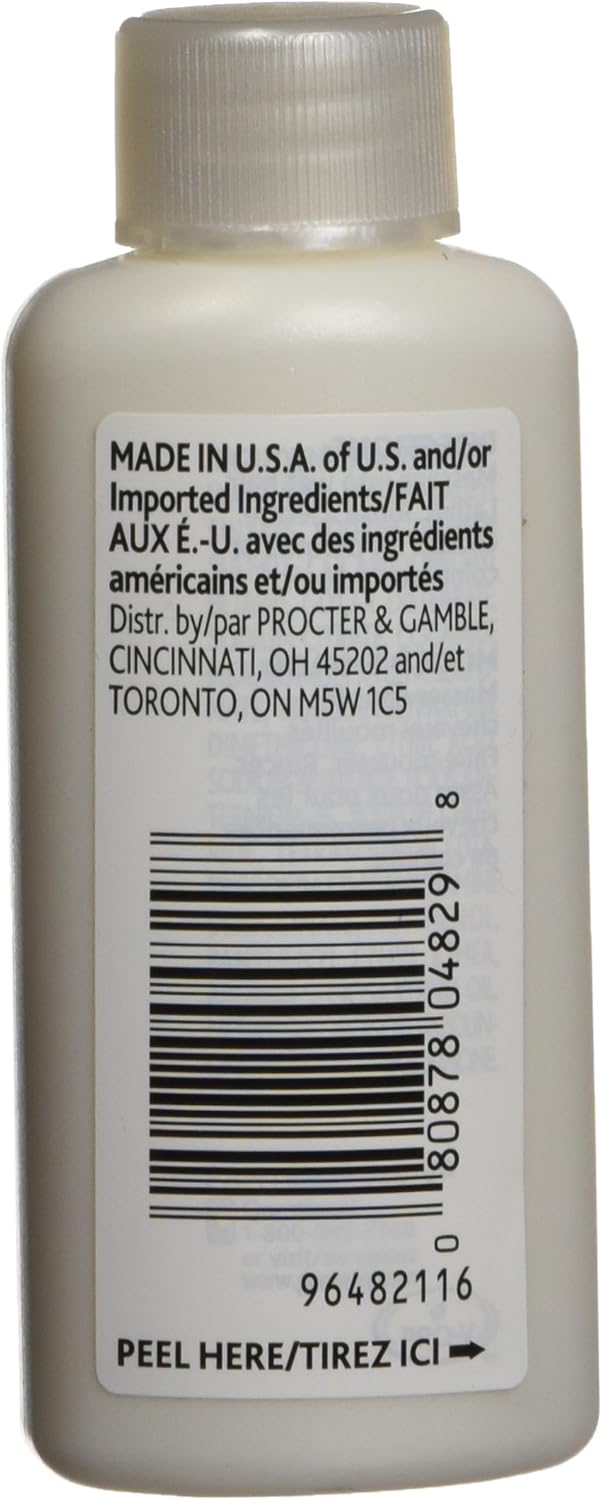 MADE IN U.S.A. of U.S. and/or
Imported Ingredients/FAIT
AUX É.-U. avec des ingrédients
américains et/ou importés
Distr. by/par PROCTER & GAMBLE,
CINCINNATI, OH 45202 and/et
TORONTO, ON M5W 1C5
0 80878 04829 8
96482116
PEEL HERE/TIREZ ICI